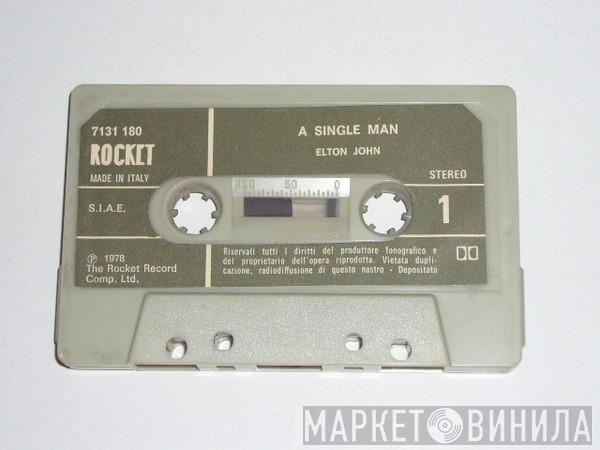 7131 180
ROCKET
MADE IN ITALY
S.I.A.E.
℗ 1978
The Rocket Record
Comp. Ltd.
A SINGLE MAN
ELTON JOHN
STEREO
1
100 50 0
Riservati tutti i diritti del produttore fonografico e
del proprietario dell'opera riprodotta. Vietata dupli-
cazione, radiodiffusione di questo nastro - Depositato
МАРКЕТ ВИНИЛА